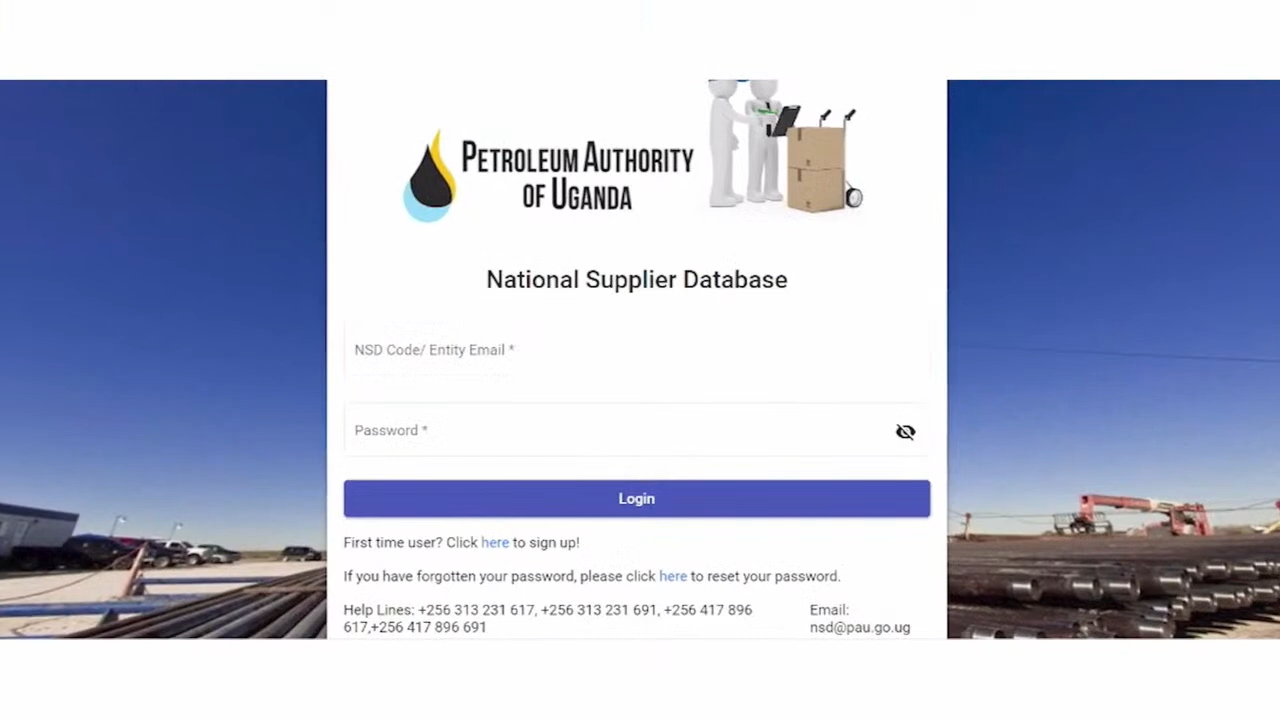 PETROLEUM AUTHORITY
OF UGANDA
National Supplier Database
NSD Code/ Entity Email *
Password *
Login
First time user? Click here to sign up!
If you have forgotten your password, please click here to reset your password.
Help Lines: +256 313 231 617, +256 313 231 691, +256 417 896
617,+256 417 896 691
Email:
nsd@pau.go.ug